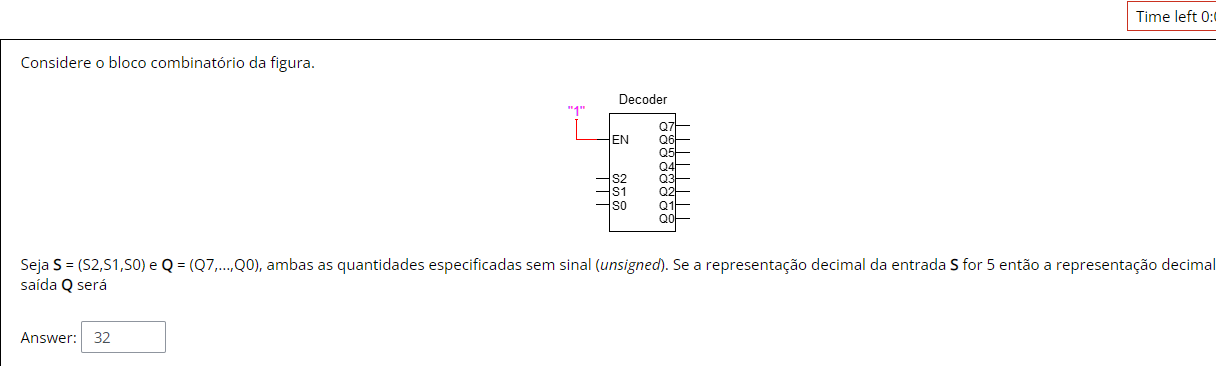 Time left 0:
Considere o bloco combinatório da figura.
Decoder
"1"
Q7
EN Q6
Q5
Q4
S2 Q3
S1 Q2
S0 Q1
Q0
Seja S = (S2,S1,S0) e Q = (Q7,...,Q0), ambas as quantidades especificadas sem sinal (unsigned). Se a representação decimal da entrada S for 5 então a representação decimal
saída Q será
Answer: 32